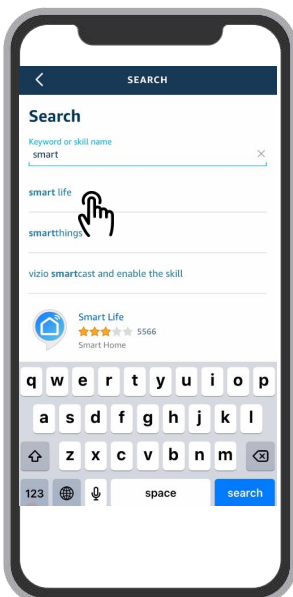 SEARCH
Search
Keyword or skill name
smart
smart life
smartthings
vizio smartcast and enable the skill
Smart Life
5566
Smart Home
q w e r t y u i o p
a s d f g h j k l
z x c v b n m
123 space search